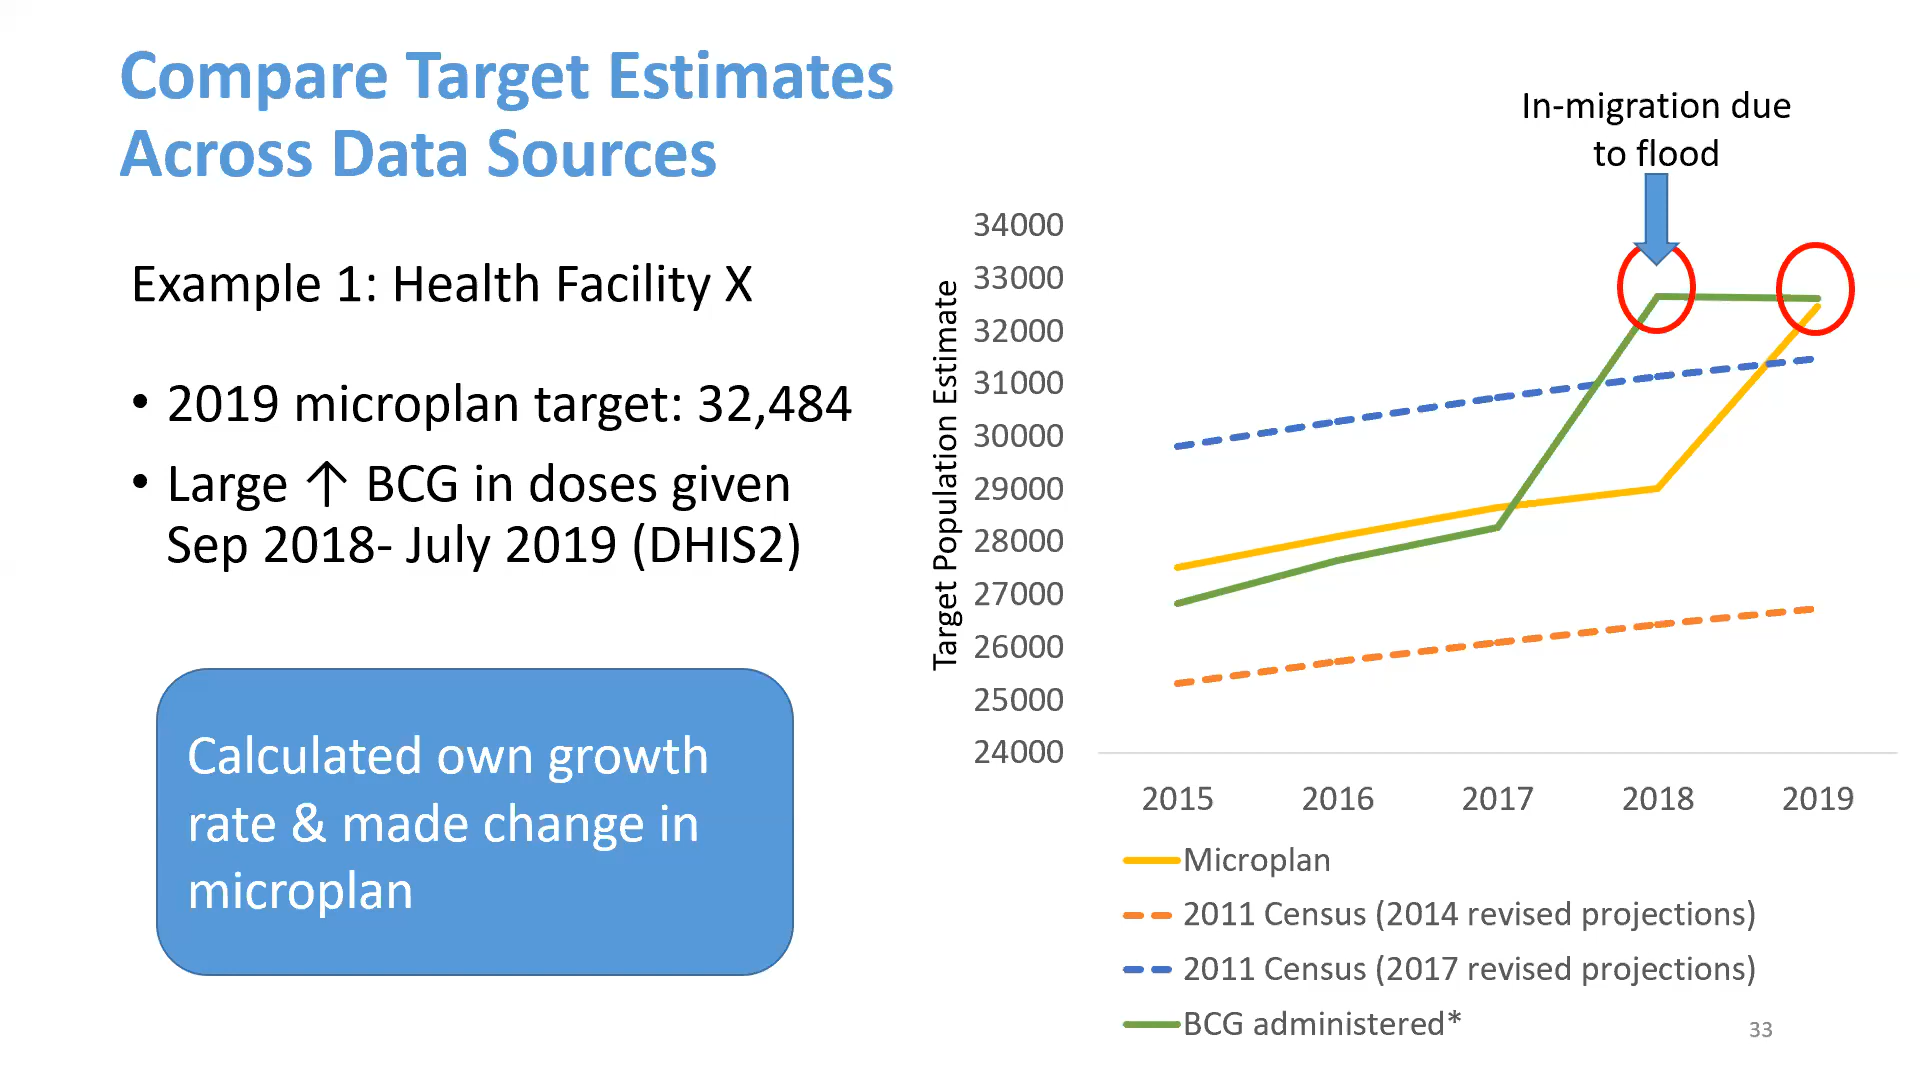 Compare Target Estimates
Across Data Sources
Example 1: Health Facility X
• 2019 microplan target: 32,484
• Large ↑ BCG in doses given
Sep 2018- July 2019 (DHIS2)
Calculated own growth
rate & made change in
microplan
In-migration due
to flood
Target Population Estimate
34000
33000
32000
31000
30000
29000
28000
27000
26000
25000
24000
2015 2016 2017 2018 2019
Microplan
2011 Census (2014 revised projections)
2011 Census (2017 revised projections)
BCG administered*
33